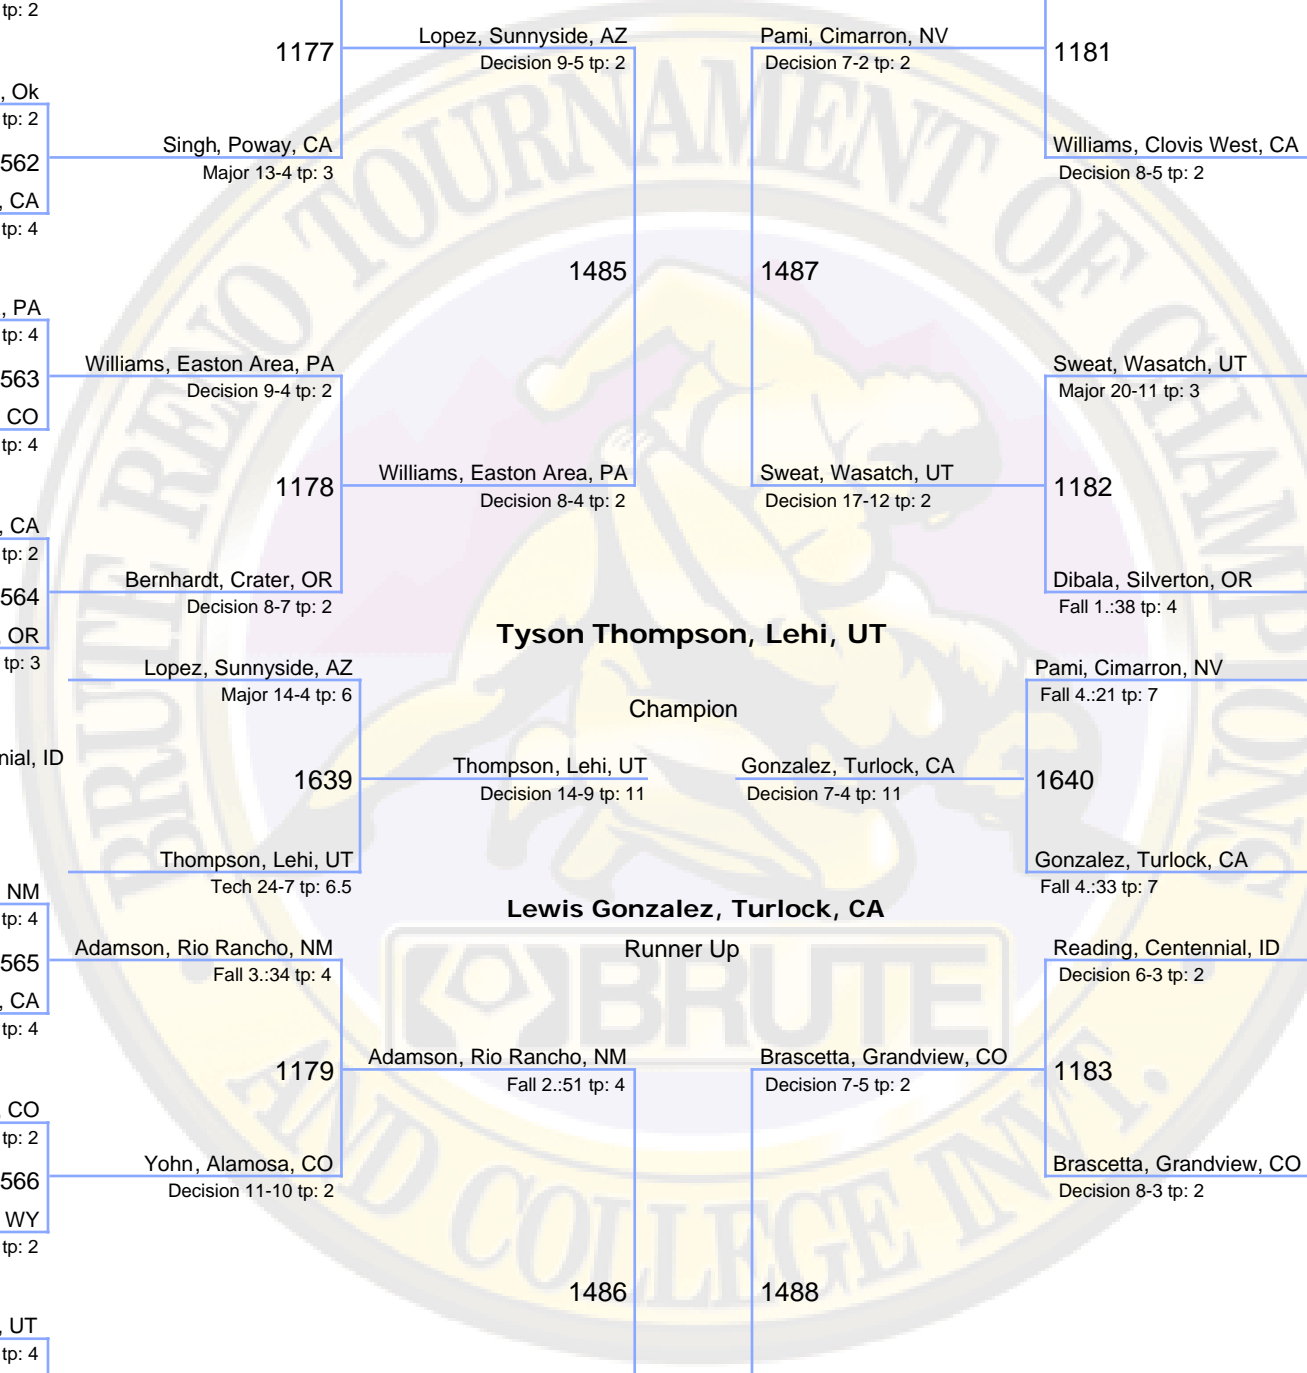 tp: 2
1177
Lopez, Sunnyside, AZ
Decision 9-5 tp: 2
Pami, Cimarron, NV
Decision 7-2 tp: 2
1181
, Ok
tp: 2
562
, CA
tp: 4
Singh, Poway, CA
Major 13-4 tp: 3
Williams, Clovis West, CA
Decision 8-5 tp: 2
1485
1487
, PA
tp: 4
563
CO
tp: 4
Williams, Easton Area, PA
Decision 9-4 tp: 2
Sweat, Wasatch, UT
Major 20-11 tp: 3
1178
Williams, Easton Area, PA
Decision 8-4 tp: 2
Sweat, Wasatch, UT
Decision 17-12 tp: 2
1182
, CA
tp: 2
564
OR
tp: 3
Bernhardt, Crater, OR
Decision 8-7 tp: 2
Dibala, Silverton, OR
Fall 1.:38 tp: 4
Tyson Thompson, Lehi, UT
Champion
Lopez, Sunnyside, AZ
Major 14-4 tp: 6
Pami, Cimarron, NV
Fall 4.:21 tp: 7
nial, ID
1639
Thompson, Lehi, UT
Decision 14-9 tp: 11
Gonzalez, Turlock, CA
Decision 7-4 tp: 11
1640
Thompson, Lehi, UT
Tech 24-7 tp: 6.5
Gonzalez, Turlock, CA
Fall 4.:33 tp: 7
Lewis Gonzalez, Turlock, CA
Runner Up
NM
tp: 4
565
, CA
tp: 4
Adamson, Rio Rancho, NM
Fall 3.:34 tp: 4
Reading, Centennial, ID
Decision 6-3 tp: 2
1179
Adamson, Rio Rancho, NM
Fall 2.:51 tp: 4
Brascetta, Grandview, CO
Decision 7-5 tp: 2
1183
CO
tp: 2
566
WY
tp: 2
Yohn, Alamosa, CO
Decision 11-10 tp: 2
Brascetta, Grandview, CO
Decision 8-3 tp: 2
1486
1488
, UT
tp: 4
BRUTE RENO TOURNAMENT OF CHAMPIONS
BRUTE
AND COLLEGE INVT.